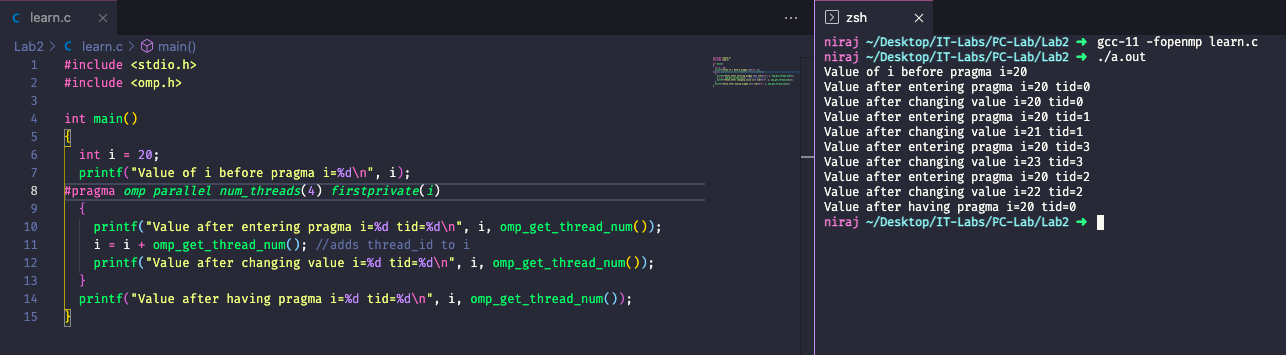 learn.c
Lab2 > C learn.c > main()
1 #include <stdio.h>
2 #include <omp.h>
3
4 int main()
5 {
6   int i = 20;
7   printf("Value of i before pragma i=%d\n", i);
8 #pragma omp parallel num_threads(4) firstprivate(i)
9   {
10     printf("Value after entering pragma i=%d tid=%d\n", i, omp_get_thread_num());
11     i = i + omp_get_thread_num(); //adds thread_id to i
12     printf("Value after changing value i=%d tid=%d\n", i, omp_get_thread_num());
13   }
14   printf("Value after having pragma i=%d tid=%d\n", i, omp_get_thread_num());
15 }
zsh
niraj ~/Desktop/IT-Labs/PC-Lab/Lab2 ➜ gcc-11 -fopenmp learn.c
niraj ~/Desktop/IT-Labs/PC-Lab/Lab2 ➜ ./a.out
Value of i before pragma i=20
Value after entering pragma i=20 tid=0
Value after changing value i=20 tid=0
Value after entering pragma i=20 tid=1
Value after changing value i=21 tid=1
Value after entering pragma i=20 tid=3
Value after changing value i=23 tid=3
Value after entering pragma i=20 tid=2
Value after changing value i=22 tid=2
Value after having pragma i=20 tid=0
niraj ~/Desktop/IT-Labs/PC-Lab/Lab2 ➜